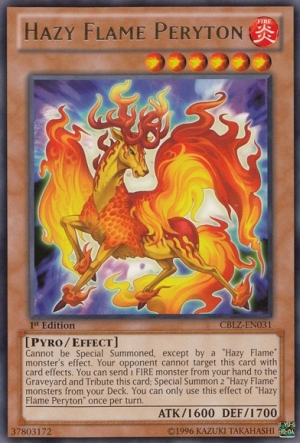 HAZY FLAME PERYTON
FIRE
炎
1st Edition
CBLZ-EN031
[PYRO/EFFECT]
Cannot be Special Summoned, except by a "Hazy Flame"
monster's effect. Your opponent cannot target this card with
card effects. You can send 1 FIRE monster from your hand to the
Graveyard and Tribute this card; Special Summon 2 "Hazy Flame"
monsters from your Deck. You can only use this effect of "Hazy
Flame Peryton" once per turn.
ATK/1600 DEF/1700
37803172
©1996 KAZUKI TAKAHASHI